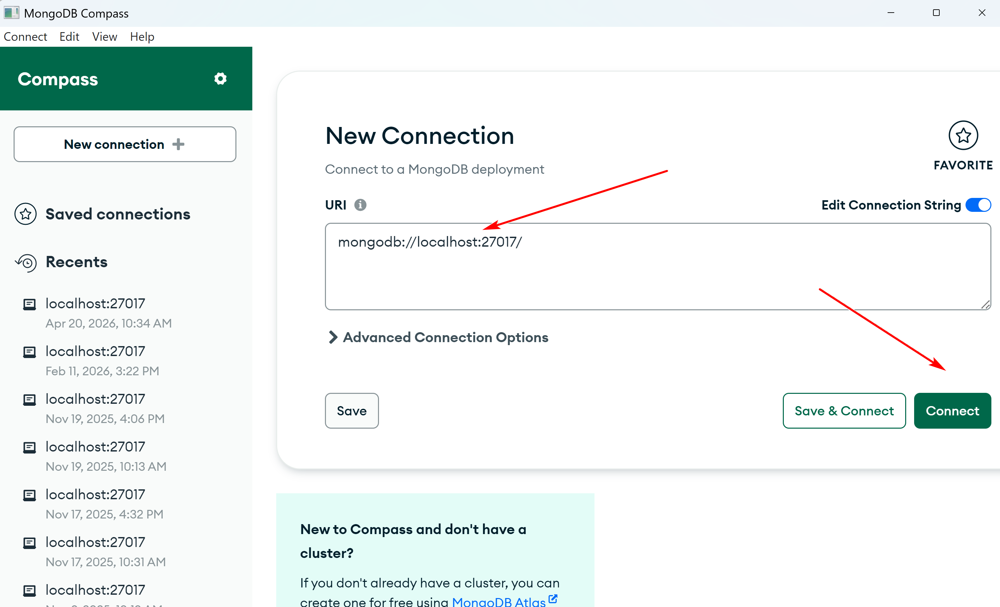 MongoDB Compass
Connect Edit View Help
Compass
New connection
Saved connections
Recents
localhost:27017
Apr 20, 2026, 10:34 AM
localhost:27017
Feb 11, 2026, 3:22 PM
localhost:27017
Nov 19, 2025, 4:06 PM
localhost:27017
Nov 19, 2025, 10:13 AM
localhost:27017
Nov 17, 2025, 4:32 PM
localhost:27017
Nov 17, 2025, 10:31 AM
localhost:27017
New Connection
FAVORITE
Connect to a MongoDB deployment
URI
Edit Connection String
mongodb://localhost:27017/
Advanced Connection Options
Save
Save & Connect
Connect
New to Compass and don't have a
cluster?
If you don't already have a cluster, you can
create one for free using MongoDB Atlas